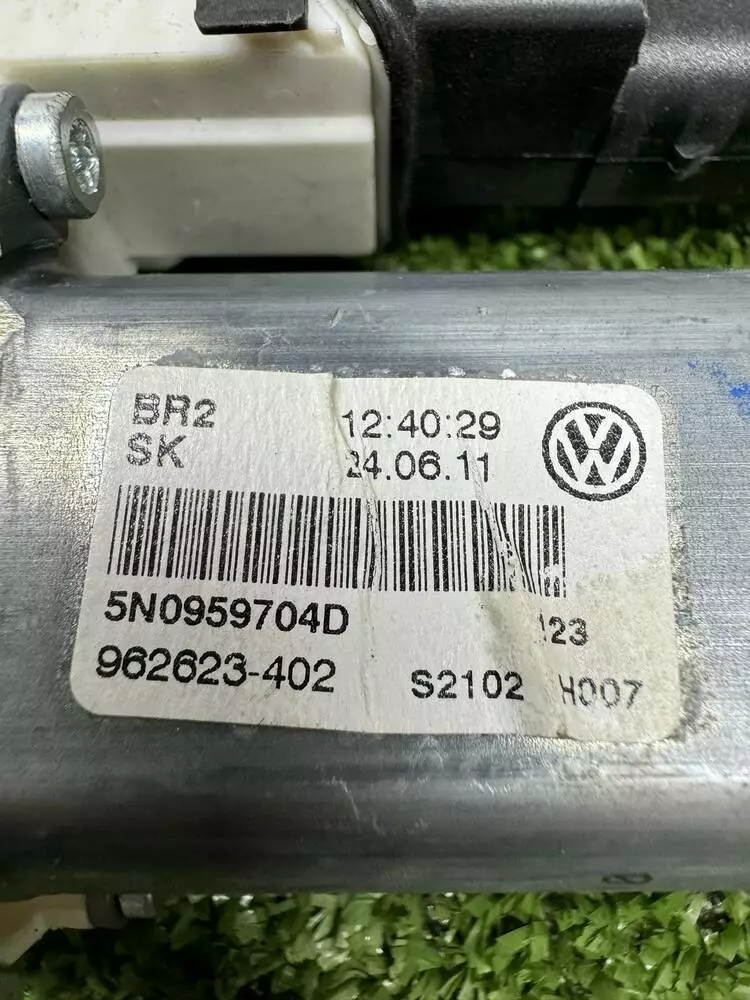 BR2 12:40:29
SK 24.06.11
5N0959704D 123
962623-402 S2102 H007